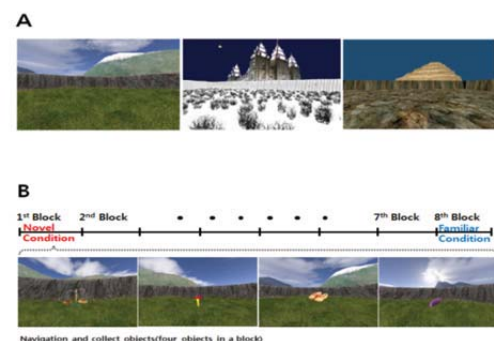 A
B
1st Block 2nd Block • • • • • • 7th Block 8th Block
Novel Condition Familiar Condition
Navigation and collect objects(four objects in a block)